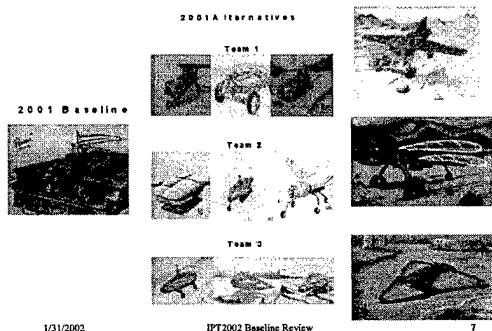 2001 Alternatives
Team 1
2001 Baseline
Team 2
Team 3
1/31/2002 IPT2002 Baseline Review 7